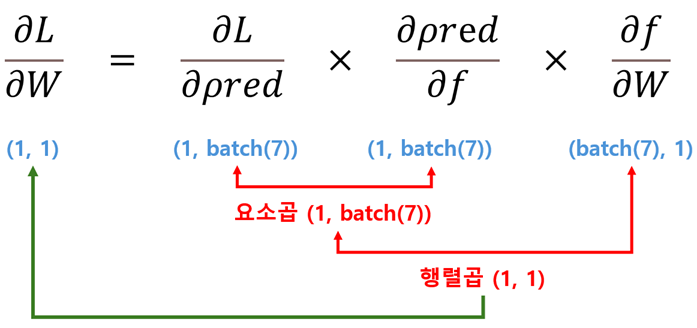 ∂L/∂W = ∂L/∂ρred × ∂ρred/∂f × ∂f/∂W
(1, 1) (1, batch(7)) (1, batch(7)) (batch(7), 1)
요소곱 (1, batch(7))
행렬곱 (1, 1)